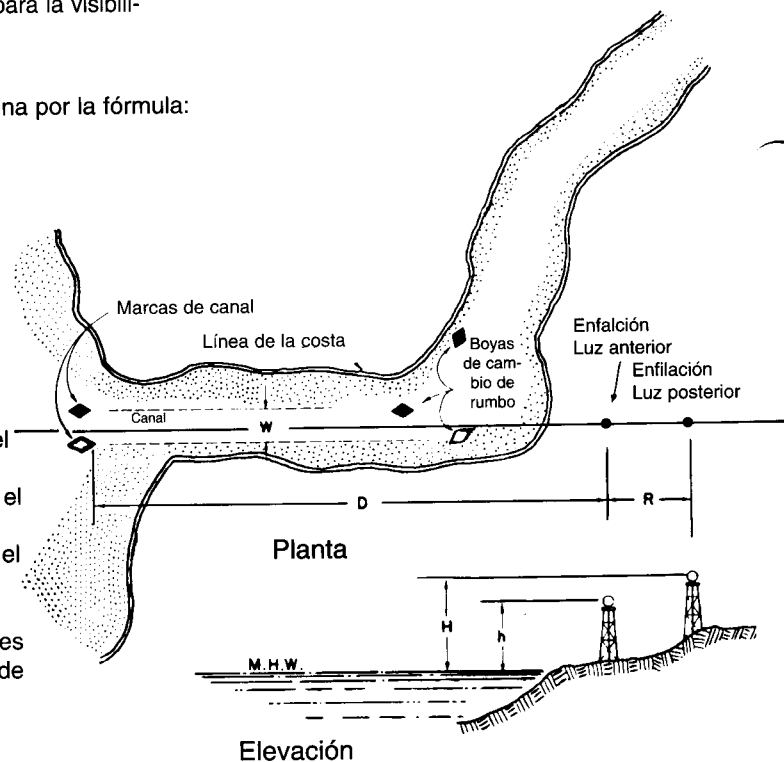 para la visibili-
na por la fórmula:
Marcas de canal
Línea de la costa
Boyas
de cam-
bio de
rumbo
Enfalción
Luz anterior
Enfilación
Luz posterior
Canal
W
el
el
el
D
R
Planta
es
de
H
h
M.H.W.
Elevación